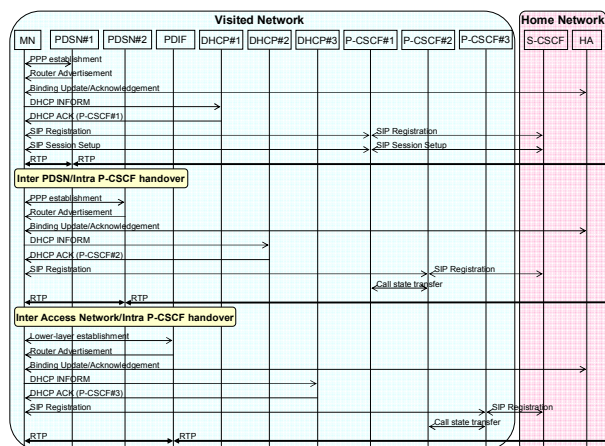 Visited Network
Home Network
MN PDSN#1 PDSN#2 PDIF DHCP#1 DHCP#2 DHCP#3 P-CSCF#1 P-CSCF#2 P-CSCF#3 S-CSCF HA
PPP establishment
Router Advertisement
Binding Update/Acknowledgement
DHCP INFORM
DHCP ACK (P-CSCF#1)
SIP Registration SIP Registration
SIP Session Setup SIP Session Setup
RTP RTP
Inter PDSN/Intra P-CSCF handover
PPP establishment
Router Advertisement
Binding Update/Acknowledgement
DHCP INFORM
DHCP ACK (P-CSCF#2)
SIP Registration SIP Registration
Call state transfer
RTP RTP
Inter Access Network/Intra P-CSCF handover
Lower-layer establishment
Router Advertisement
Binding Update/Acknowledgement
DHCP INFORM
DHCP ACK (P-CSCF#3)
SIP Registration SIP Registration
Call state transfer
RTP RTP